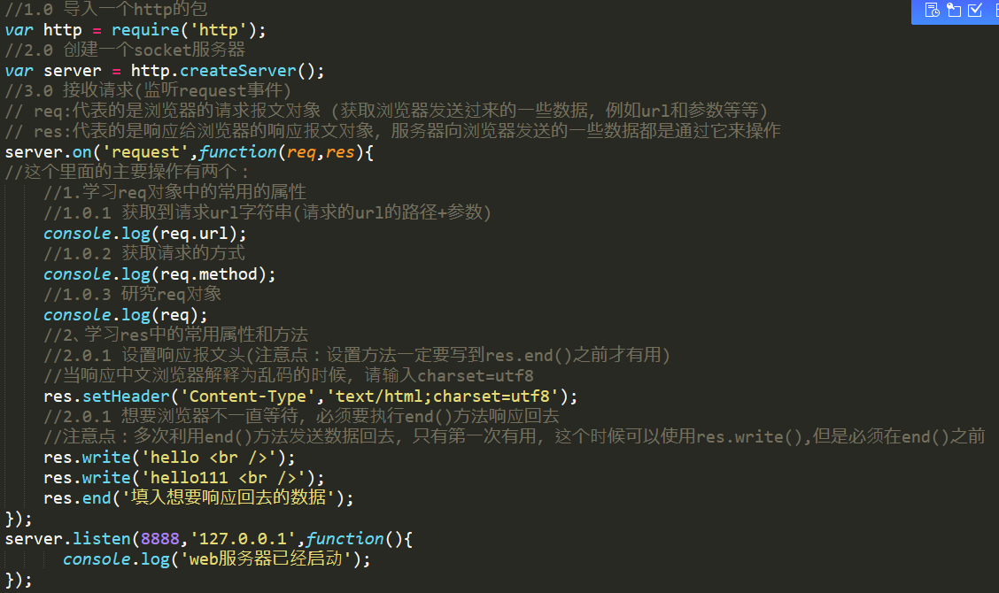 //1.0 导入一个http的包
var http = require('http');
//2.0 创建一个socket服务器
var server = http.createServer();
//3.0 接收请求(监听request事件)
// req:代表的是浏览器的请求报文对象 (获取浏览器发送过来的一些数据，例如url和参数等等)
// res:代表的是响应给浏览器的响应报文对象，服务器向浏览器发送的一些数据都是通过它来操作
server.on('request',function(req,res){
//这个里面的主要操作有两个：
//1.学习req对象中的常用的属性
//1.0.1 获取到请求url字符串(请求的url的路径+参数)
console.log(req.url);
//1.0.2 获取请求的方式
console.log(req.method);
//1.0.3 研究req对象
console.log(req);
//2、学习res中的常用属性和方法
//2.0.1 设置响应报文头(注意点：设置方法一定要写到res.end()之前才有用)
//当响应中文浏览器解释为乱码的时候，请输入charset=utf8
res.setHeader('Content-Type','text/html;charset=utf8');
//2.0.1 想要浏览器不一直等待，必须要执行end()方法响应回去
//注意点：多次利用end()方法发送数据回去，只有第一次有用，这个时候可以使用res.write(),但是必须在end()之前
res.write('hello <br />');
res.write('hello111 <br />');
res.end('填入想要响应回去的数据');
});
server.listen(8888,'127.0.0.1',function(){
console.log('web服务器已经启动');
});